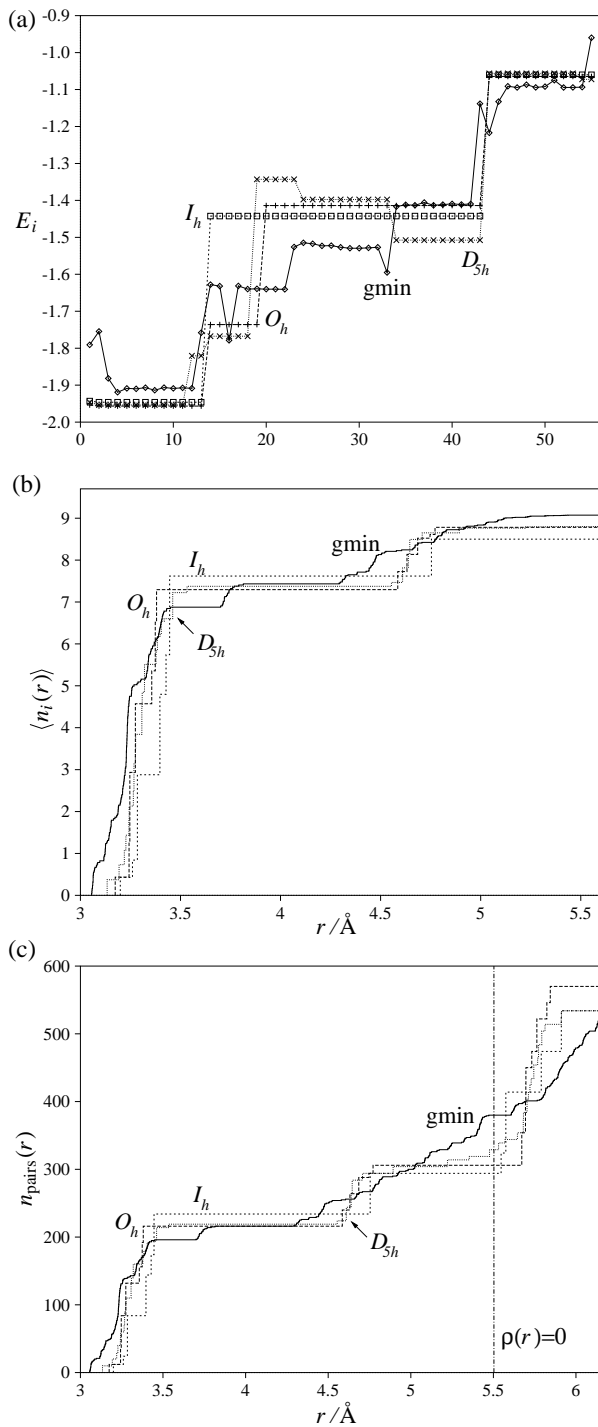 (a)
-0.9
-1.0
-1.1
-1.2
-1.3
-1.4
-1.5
-1.6
-1.7
-1.8
-1.9
-2.0
E_i
I_h
O_h
gmin
D_5h
0 10 20 30 40 50
(b)
9
8
7
6
5
4
3
2
1
0
⟨n_i(r)⟩
gmin
I_h
O_h
D_5h
3 3.5 4 4.5 5 5.5
r/Å
(c)
600
500
400
300
200
100
0
n_pairs(r)
gmin
I_h
O_h
D_5h
ρ(r)=0
3 3.5 4 4.5 5 5.5 6
r/Å